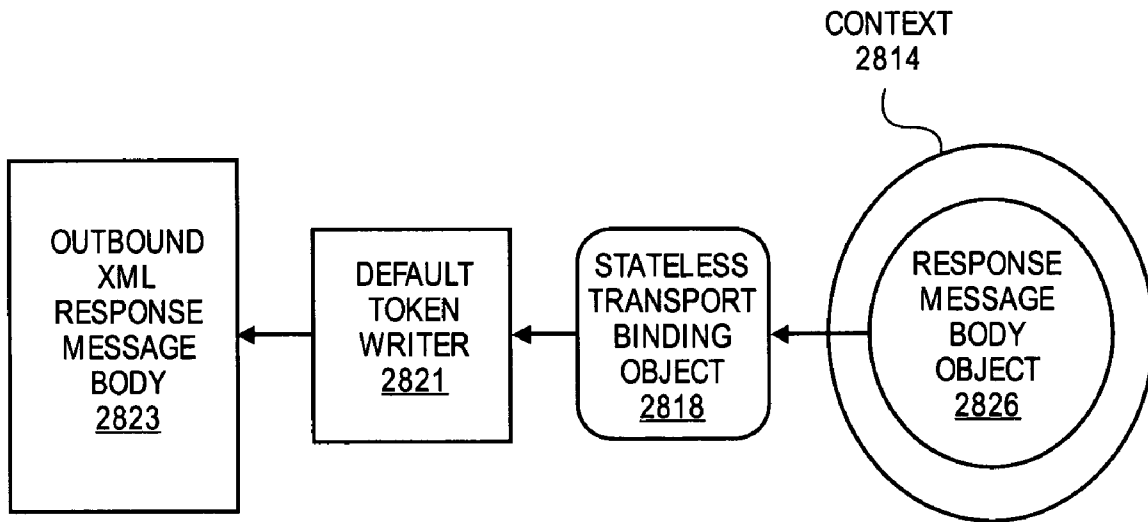 CONTEXT
2814
OUTBOUND
XML
RESPONSE
MESSAGE
BODY
2823
DEFAULT
TOKEN
WRITER
2821
STATELESS
TRANSPORT
BINDING
OBJECT
2818
RESPONSE
MESSAGE
BODY
OBJECT
2826